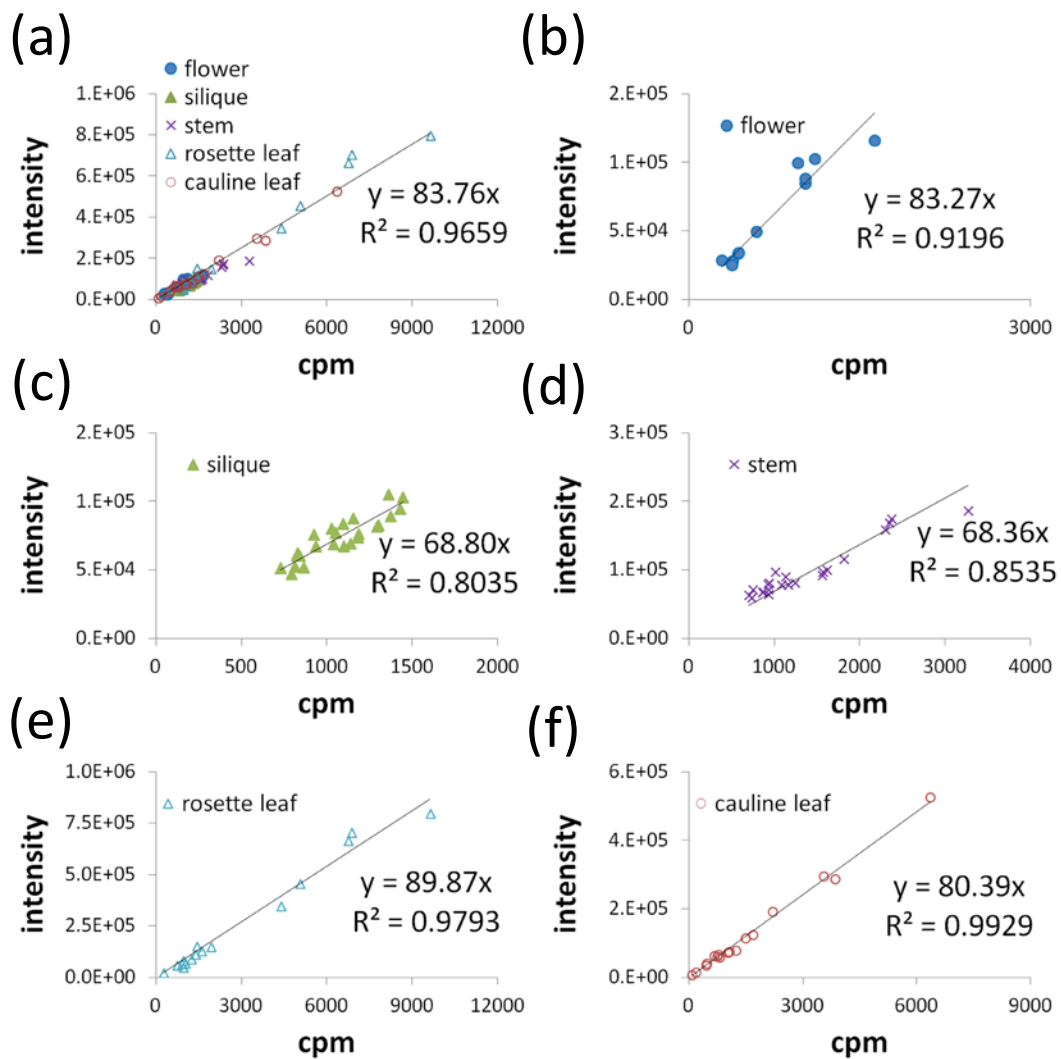 (a)
flower
silique
stem
rosette leaf
cauline leaf
1.E+06
8.E+05
6.E+05
4.E+05
2.E+05
0.E+00
intensity
y = 83.76x
R² = 0.9659
0 3000 6000 9000 12000
cpm
(b)
flower
2.E+05
1.E+05
5.E+04
0.E+00
intensity
y = 83.27x
R² = 0.9196
0 3000
cpm
(c)
silique
2.E+05
1.E+05
5.E+04
0.E+00
intensity
y = 68.80x
R² = 0.8035
0 500 1000 1500 2000
cpm
(d)
stem
3.E+05
2.E+05
1.E+05
0.E+00
intensity
y = 68.36x
R² = 0.8535
0 1000 2000 3000 4000
cpm
(e)
rosette leaf
1.0E+06
7.5E+05
5.0E+05
2.5E+05
0.0E+00
intensity
y = 89.87x
R² = 0.9793
0 3000 6000 9000 12000
cpm
(f)
cauline leaf
6.E+05
4.E+05
2.E+05
0.E+00
intensity
y = 80.39x
R² = 0.9929
0 3000 6000 9000
cpm